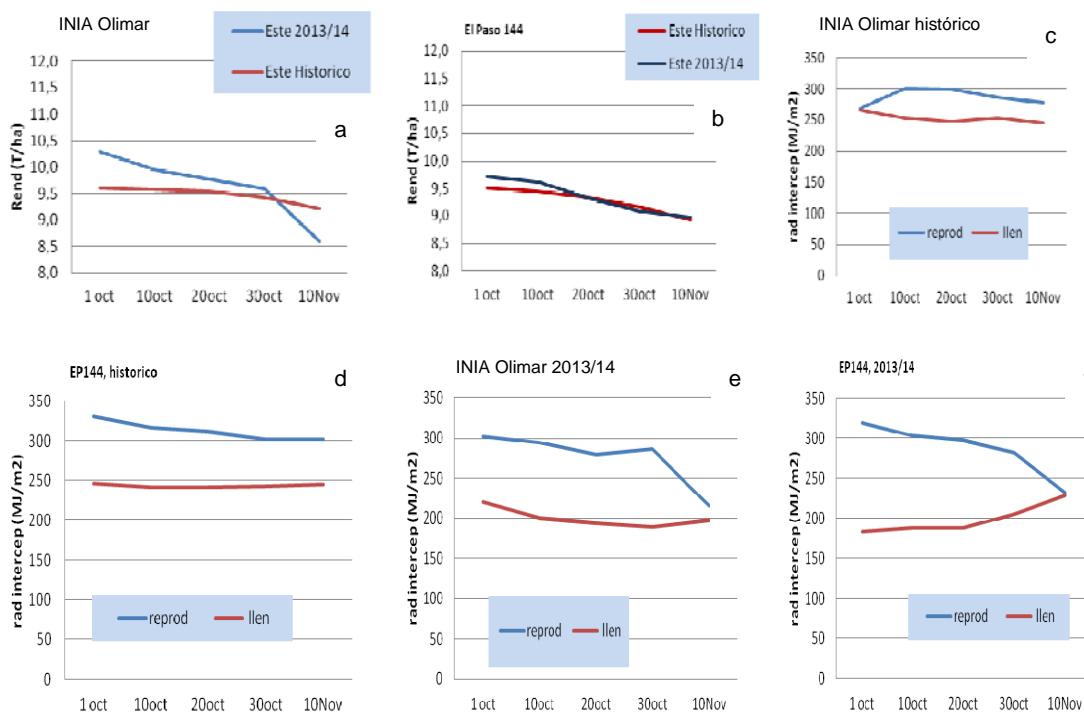 INIA Olimar
Este 2013/14
Este Historico
a
Rend (T/ha)
12,0
11,5
11,0
10,5
10,0
9,5
9,0
8,5
8,0
1 oct 10oct 20oct 30oct 10Nov
El Paso 144
Este Historico
Este 2013/14
b
Rend (T/ha)
12,0
11,5
11,0
10,5
10,0
9,5
9,0
8,5
8,0
1 oct 10oct 20oct 30oct 10Nov
INIA Olimar histórico
c
rad intercep (MJ/m2)
350
300
250
200
150
100
50
0
reprod llen
1 oct 10oct 20oct 30oct 10Nov
EP144, historico
d
rad intercep (MJ/m2)
350
300
250
200
150
100
50
0
reprod llen
1 oct 10oct 20oct 30oct 10Nov
INIA Olimar 2013/14
e
rad intercep (MJ/m2)
350
300
250
200
150
100
50
0
reprod llen
1 oct 10oct 20oct 30oct 10Nov
EP144, 2013/14
rad intercep (MJ/m2)
350
300
250
200
150
100
50
0
reprod llen
1 oct 10oct 20oct 30oct 10Nov